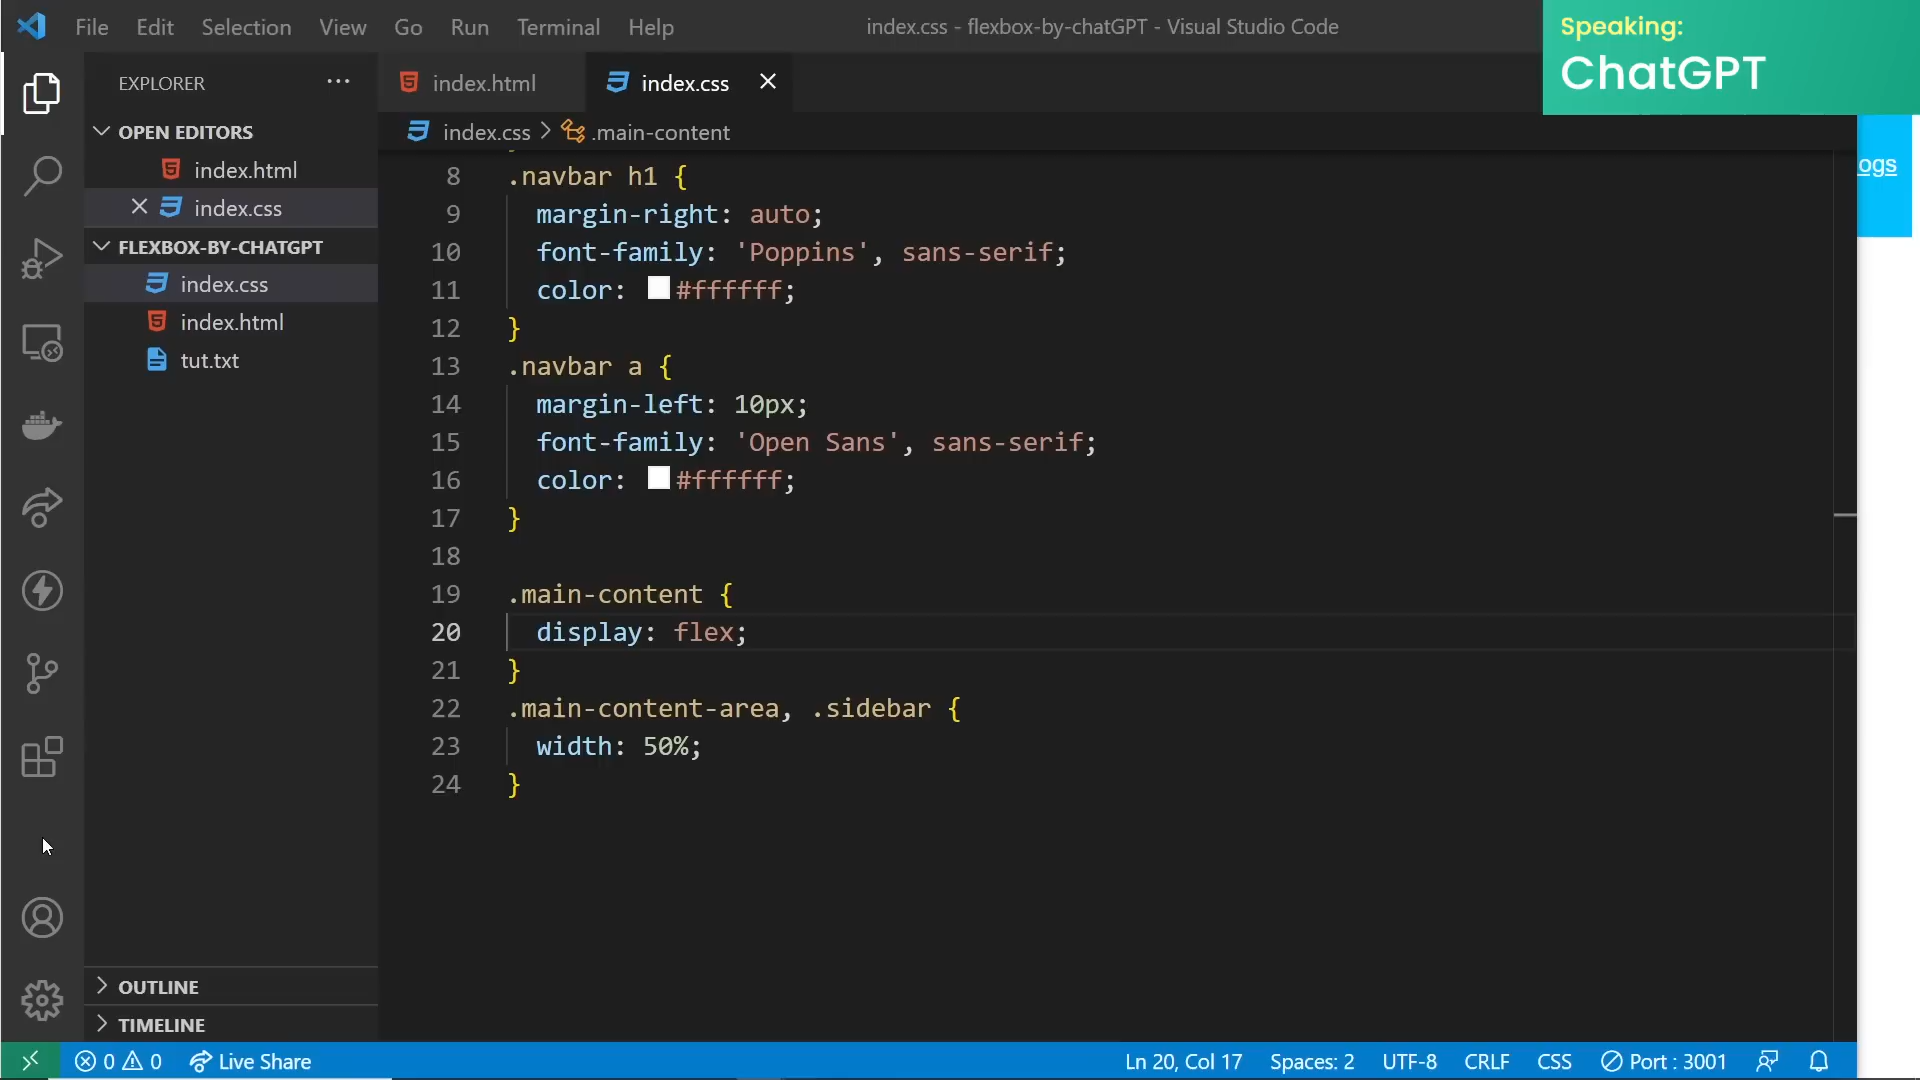 File Edit Selection View Go Run Terminal Help
index.css - flexbox-by-chatGPT - Visual Studio Code
Speaking:
ChatGPT
EXPLORER
OPEN EDITORS
index.html
index.css
FLEXBOX-BY-CHATGPT
index.css
index.html
tut.txt
OUTLINE
TIMELINE
index.html index.css
index.css > .main-content
8 .navbar h1 {
9 margin-right: auto;
10 font-family: 'Poppins', sans-serif;
11 color: #ffffff;
12 }
13 .navbar a {
14 margin-left: 10px;
15 font-family: 'Open Sans', sans-serif;
16 color: #ffffff;
17 }
18
19 .main-content {
20 display: flex;
21 }
22 .main-content-area, .sidebar {
23 width: 50%;
24 }
ogs
0 0 Live Share Ln 20, Col 17 Spaces: 2 UTF-8 CRLF CSS Port : 3001